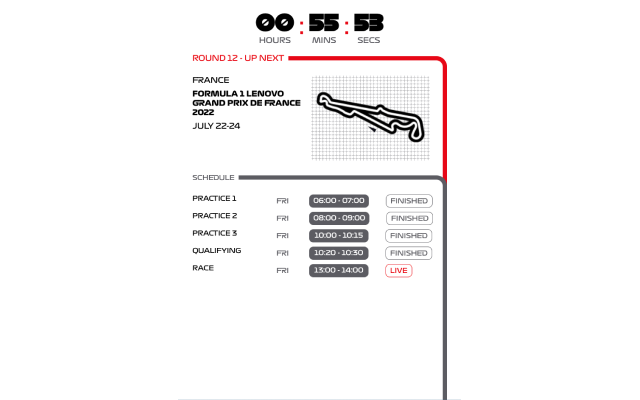 00 : 55 : 53
HOURS MINS SECS
ROUND 12 - UP NEXT
FRANCE
FORMULA 1 LENOVO
GRAND PRIX DE FRANCE
2022
JULY 22-24
SCHEDULE
PRACTICE 1 FRI 06:00 - 07:00 FINISHED
PRACTICE 2 FRI 08:00 - 09:00 FINISHED
PRACTICE 3 FRI 10:00 - 10:15 FINISHED
QUALIFYING FRI 10:20 - 10:30 FINISHED
RACE FRI 13:00 - 14:00 LIVE